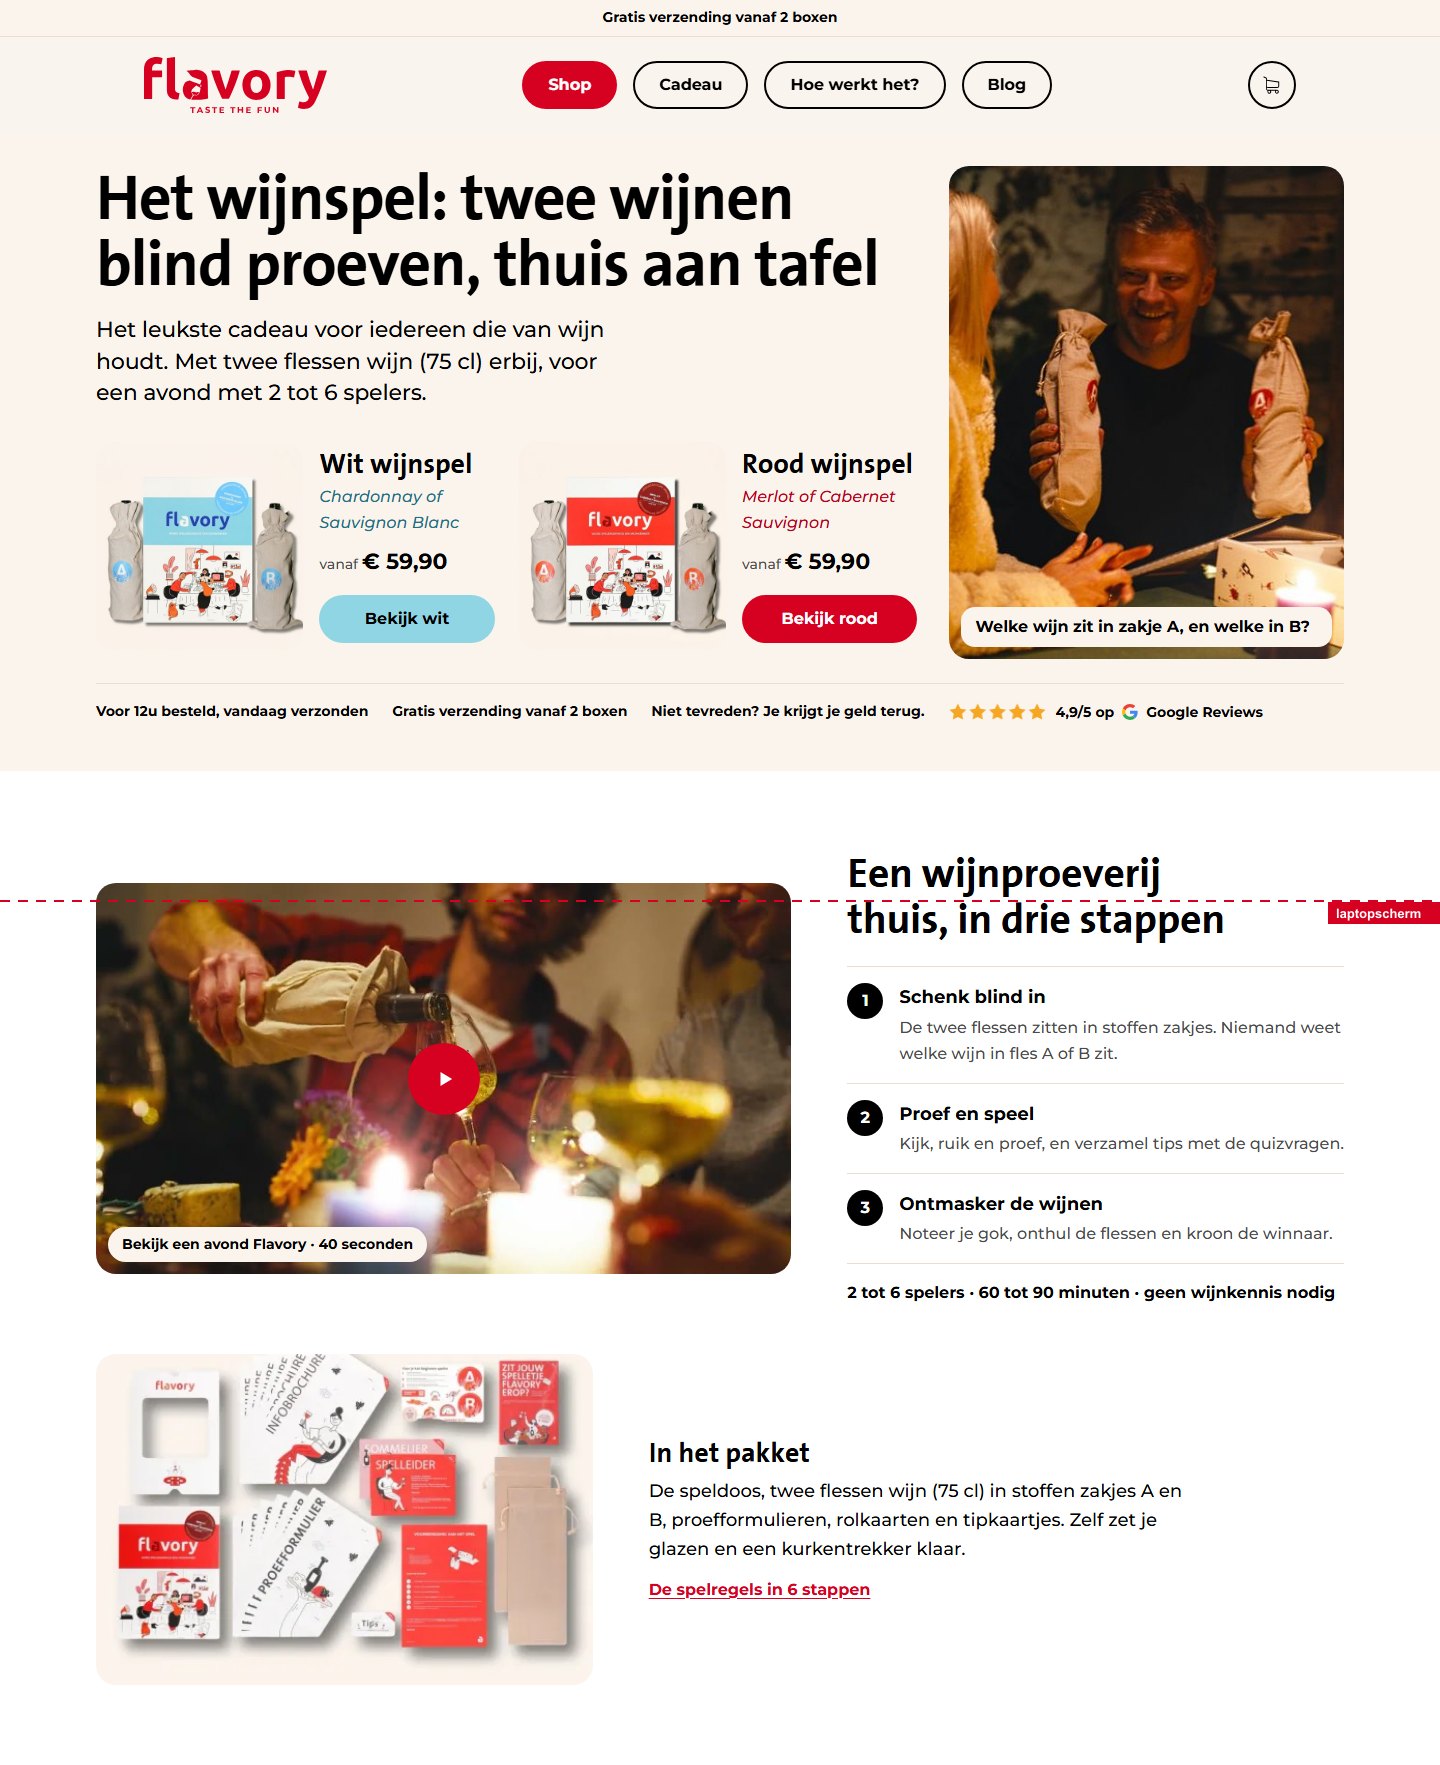 Gratis verzending vanaf 2 boxen
flavory
TASTE THE FUN
Shop
Cadeau
Hoe werkt het?
Blog
Het wijnspel: twee wijnen
blind proeven, thuis aan tafel
Het leukste cadeau voor iedereen die van wijn
houdt. Met twee flessen wijn (75 cl) erbij, voor
een avond met 2 tot 6 spelers.
A
flavory
B
Wit wijnspel
Chardonnay of
Sauvignon Blanc
vanaf € 59,90
Bekijk wit
A
flavory
B
Rood wijnspel
Merlot of Cabernet
Sauvignon
vanaf € 59,90
Bekijk rood
A
Welke wijn zit in zakje A, en welke in B?
Voor 12u besteld, vandaag verzonden
Gratis verzending vanaf 2 boxen
Niet tevreden? Je krijgt je geld terug.
4,9/5 op
Google Reviews
Een wijnproeverij
thuis, in drie stappen
laptopscherm
1
Schenk blind in
De twee flessen zitten in stoffen zakjes. Niemand weet
welke wijn in fles A of B zit.
2
Proef en speel
Kijk, ruik en proef, en verzamel tips met de quizvragen.
3
Ontmasker de wijnen
Noteer je gok, onthul de flessen en kroon de winnaar.
2 tot 6 spelers · 60 tot 90 minuten · geen wijnkennis nodig
Bekijk een avond Flavory · 40 seconden
flavory
INFOBROCHURE
A
B
ZIT JOUW
SPELLETJE
FLAVORY
EROP?
SOMMELIER
SPELLEIDER
flavory
PROEFFORMULIER
Tips
In het pakket
De speldoos, twee flessen wijn (75 cl) in stoffen zakjes A en
B, proefformulieren, rolkaarten en tipkaartjes. Zelf zet je
glazen en een kurkentrekker klaar.
De spelregels in 6 stappen